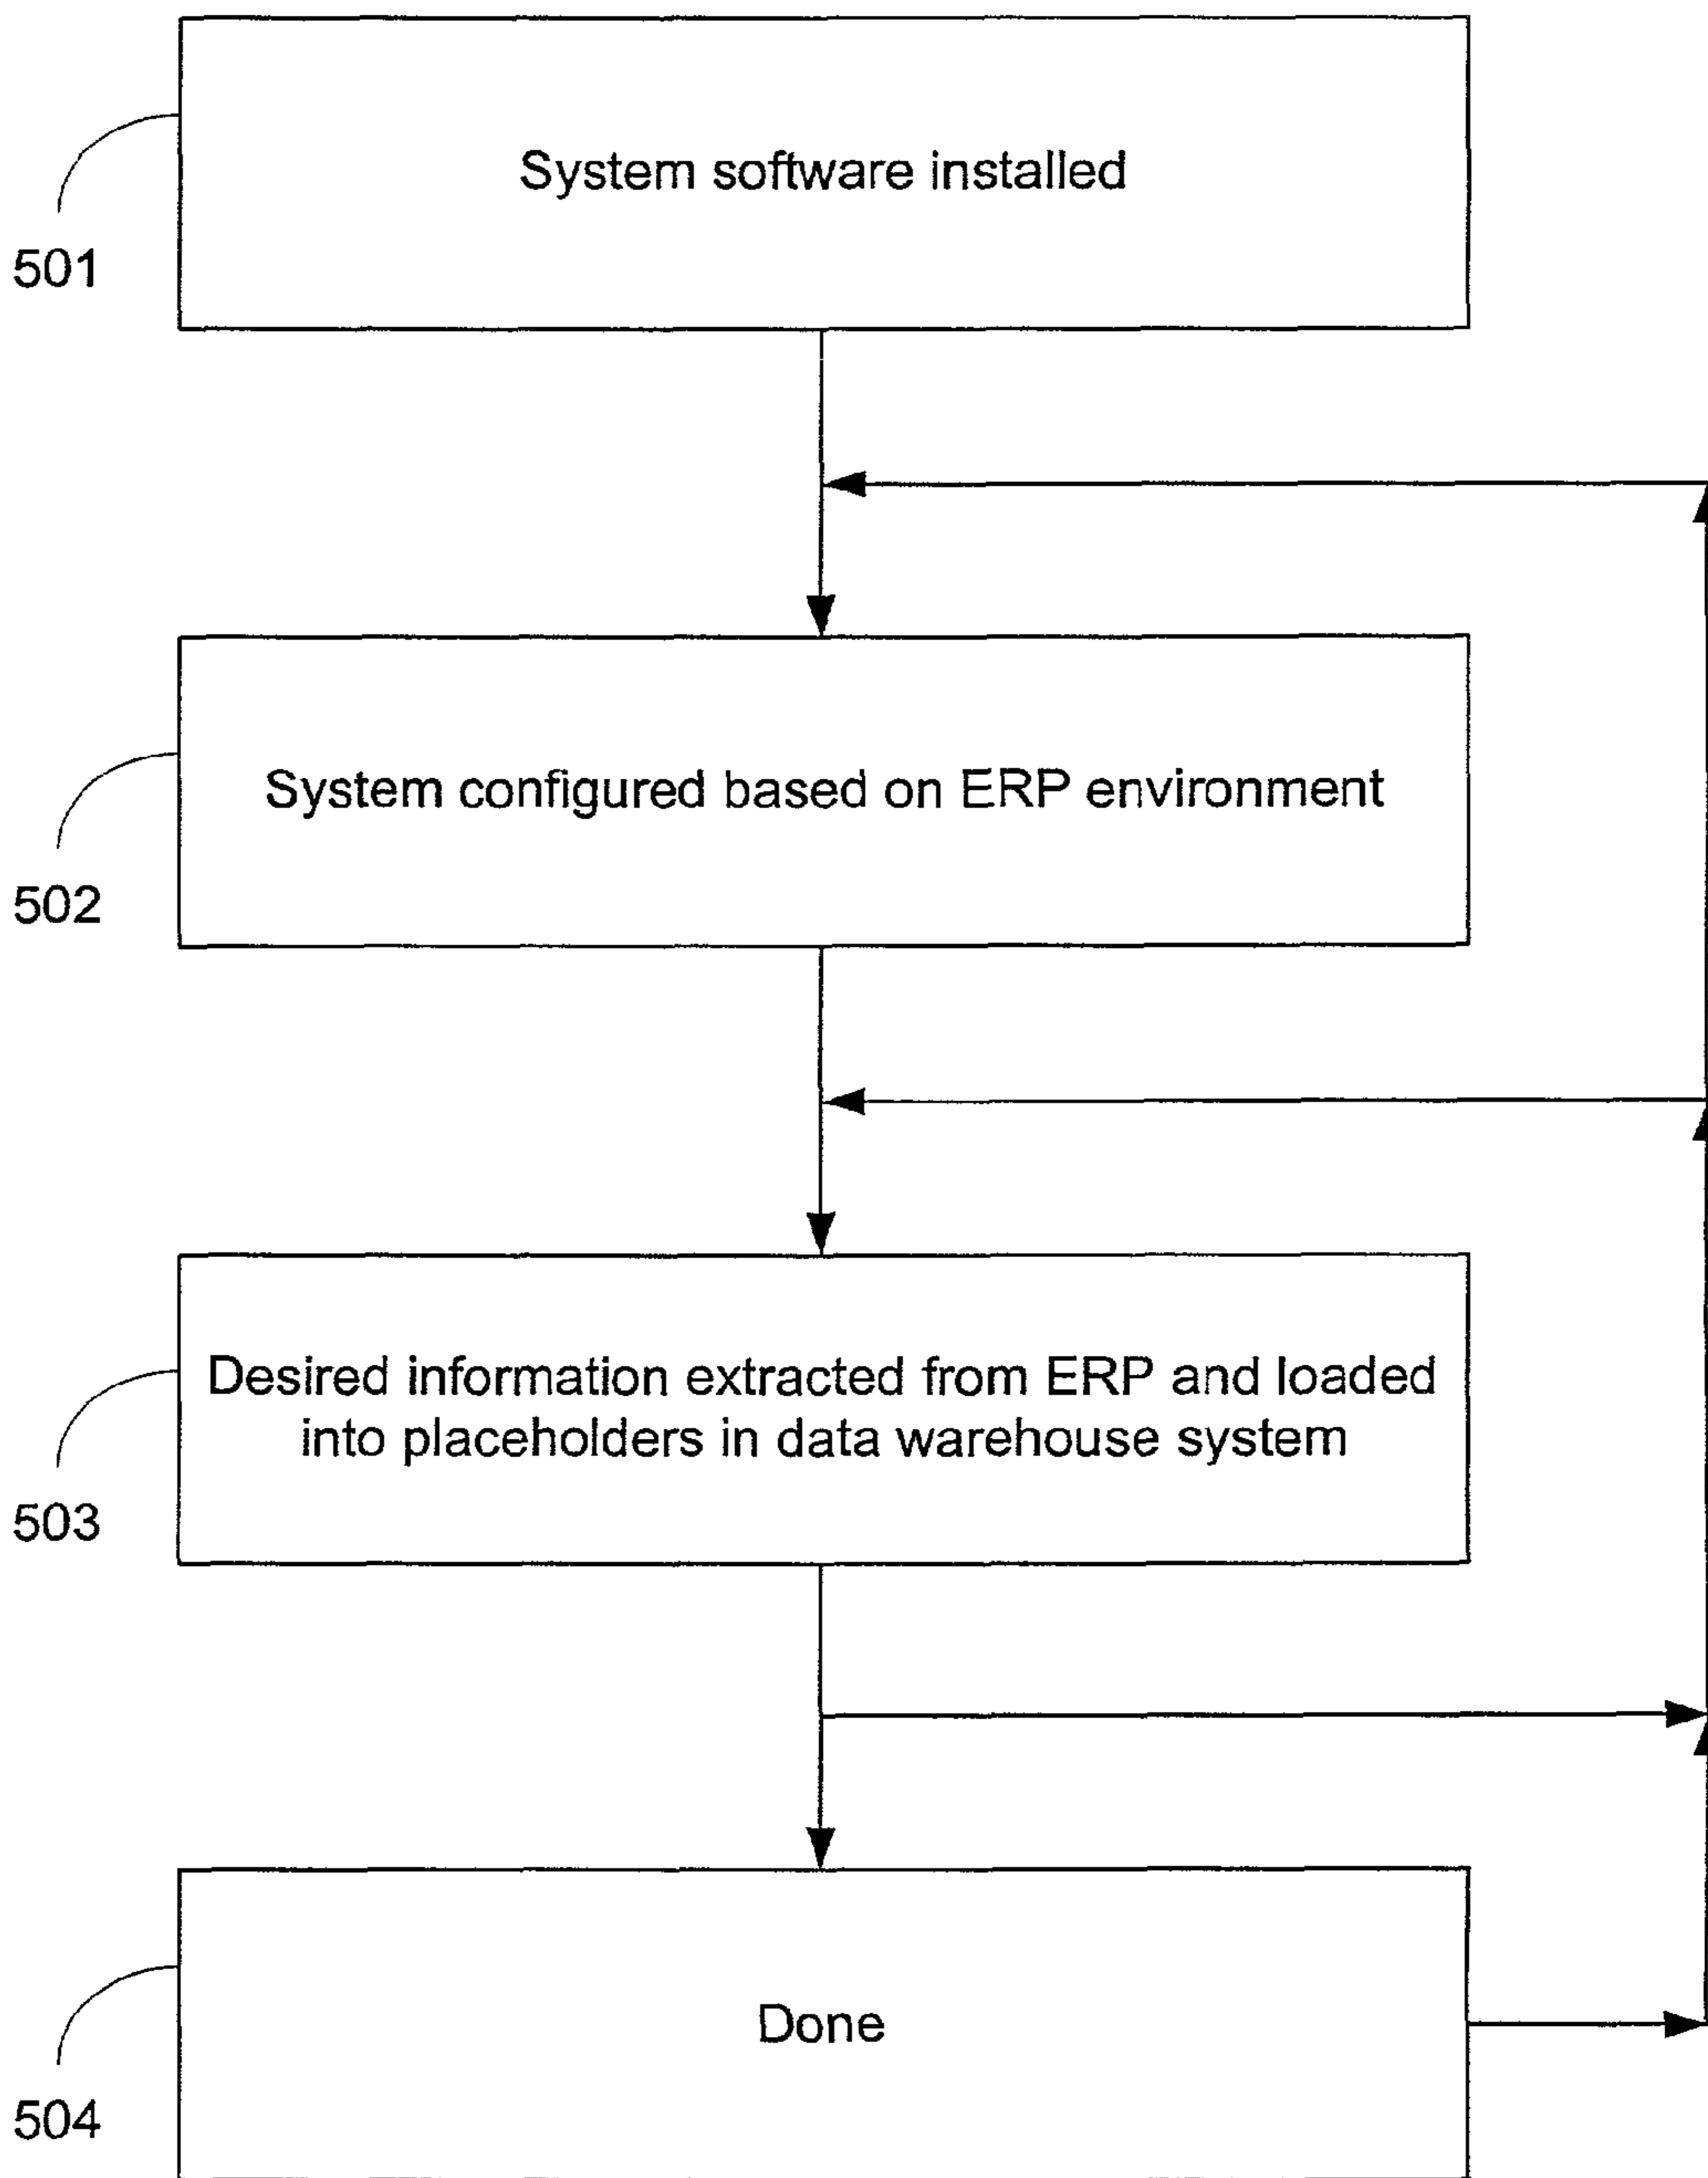 System software installed
501
System configured based on ERP environment
502
Desired information extracted from ERP and loaded
into placeholders in data warehouse system
503
Done
504